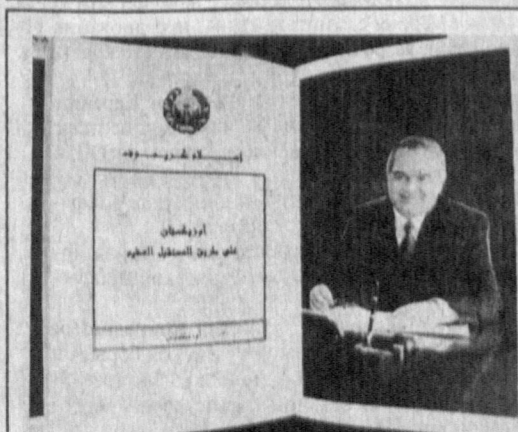 إسلام كريموف
أوزبكستان
على طريق المستقبل العظيم